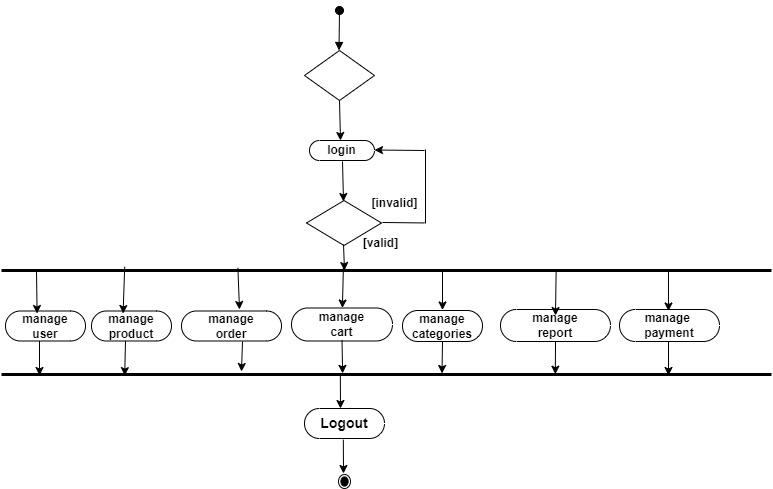 login
[invalid]
[valid]
manage
user
manage
product
manage
order
manage
cart
manage
categories
manage
report
manage
payment
Logout